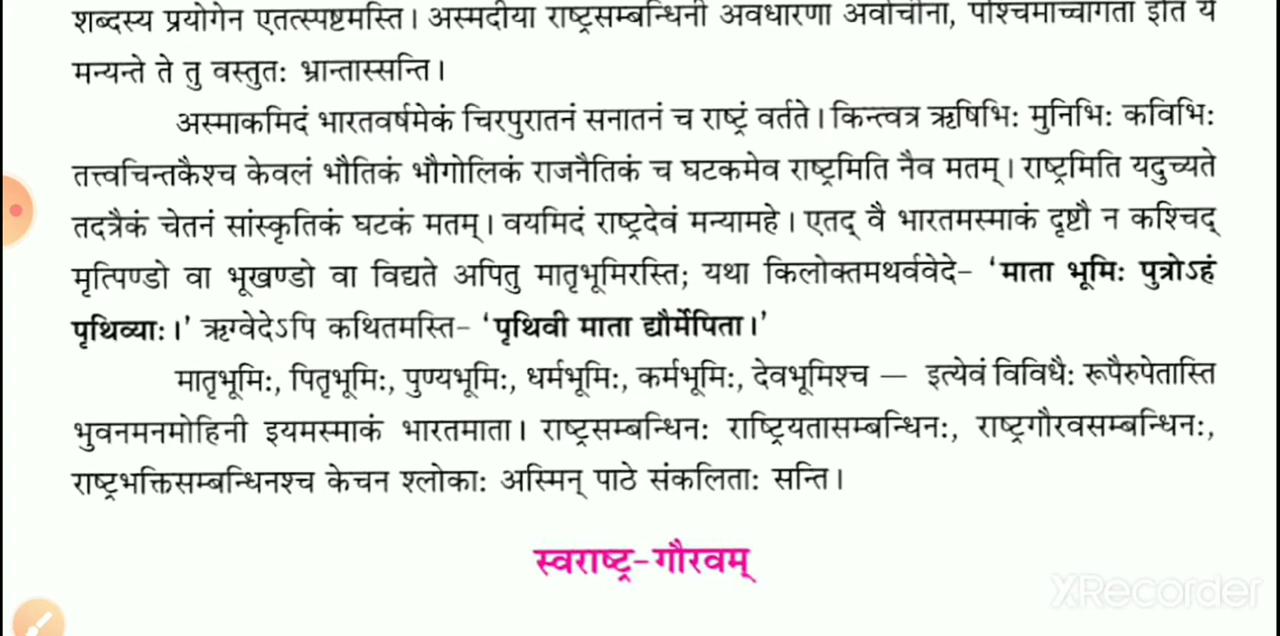 शब्दस्य प्रयोगेन एतत्स्पष्टमस्ति। अस्मदीया राष्ट्रसम्बन्धिनी अवधारणा अर्वाचीना, पश्चिमाच्चागता इति ये
मन्यन्ते ते तु वस्तुतः भ्रान्तास्सन्ति।
अस्माकमिदं भारतवर्षमेकं चिरपुरातनं सनातनं च राष्ट्रं वर्तते। किन्त्वत्र ऋषिभिः मुनिभिः कविभिः
तत्त्वचिन्तकैश्च केवलं भौतिकं भौगोलिकं राजनैतिकं च घटकमेव राष्ट्रमिति नैव मतम्। राष्ट्रमिति यदुच्यते
तदत्रैकं चेतनं सांस्कृतिकं घटकं मतम्। वयमिदं राष्ट्रदेवं मन्यामहे। एतद् वै भारतमस्माकं दृष्टौ न कश्चिद्
मृत्पिण्डो वा भूखण्डो वा विद्यते अपितु मातृभूमिरस्ति; यथा किलोक्तमथर्ववेदे- ‘माता भूमिः पुत्रोऽहं
पृथिव्याः।’ ऋग्वेदेऽपि कथितमस्ति- ‘पृथिवी माता द्यौर्मेपिता।’
मातृभूमिः, पितृभूमिः, पुण्यभूमिः, धर्मभूमिः, कर्मभूमिः, देवभूमिश्च — इत्येवं विविधैः रूपैरुपेतास्ति
भुवनमनमोहिनी इयमस्माकं भारतमाता। राष्ट्रसम्बन्धिनः राष्ट्रियतासम्बन्धिनः, राष्ट्रगौरवसम्बन्धिनः,
राष्ट्रभक्तिसम्बन्धिनश्च केचन श्लोकाः अस्मिन् पाठे संकलिताः सन्ति।
स्वराष्ट्र-गौरवम्
XRecorder